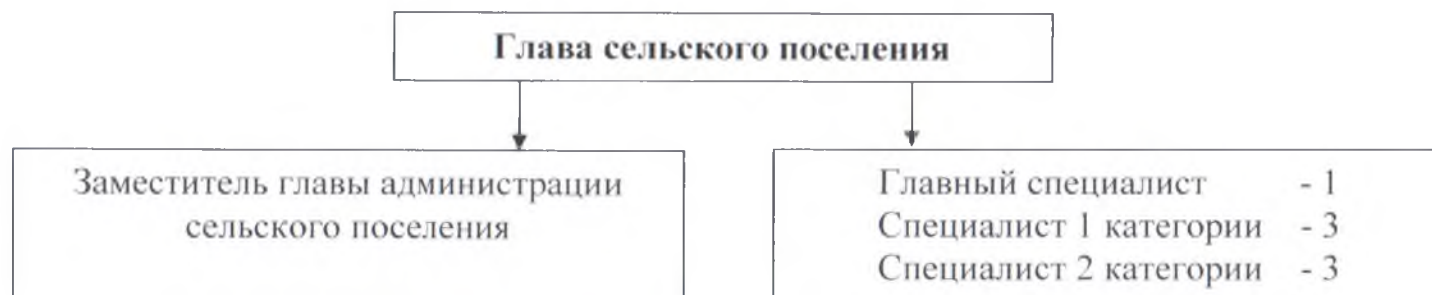 Глава сельского поселения
Заместитель главы администрации
сельского поселения
Главный специалист - 1
Специалист 1 категории - 3
Специалист 2 категории - 3